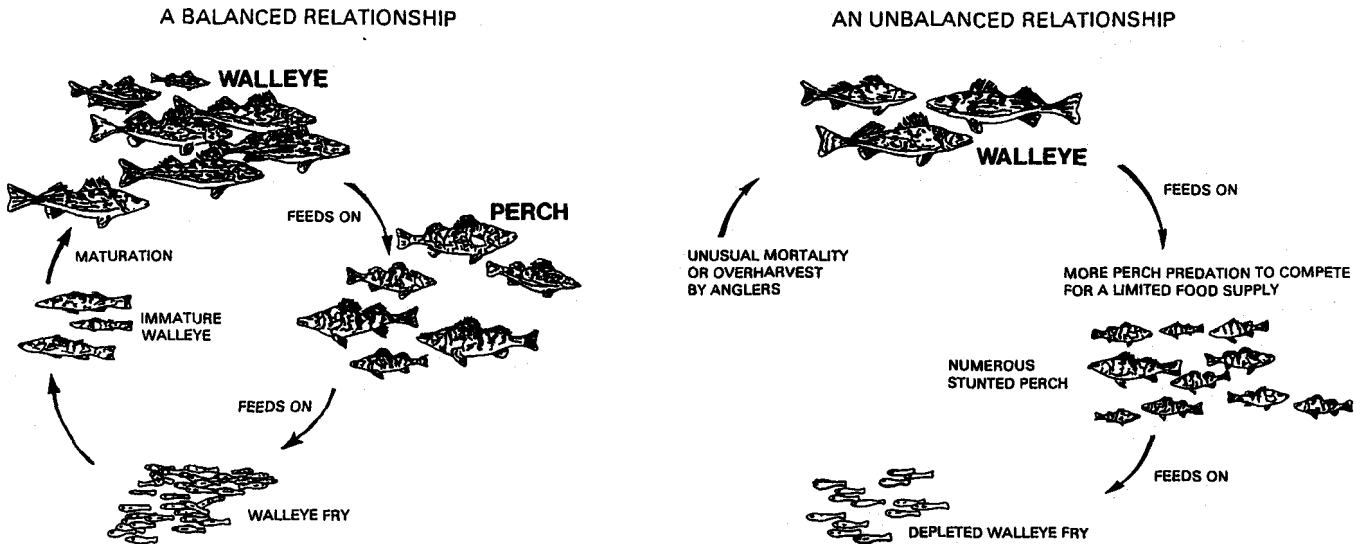 A BALANCED RELATIONSHIP
WALLEYE
FEEDS ON
PERCH
MATURATION
IMMATURE
WALLEYE
FEEDS ON
WALLEYE FRY
AN UNBALANCED RELATIONSHIP
WALLEYE
FEEDS ON
UNUSUAL MORTALITY
OR OVERHARVEST
BY ANGLERS
MORE PERCH PREDATION TO COMPETE
FOR A LIMITED FOOD SUPPLY
NUMEROUS
STUNTED PERCH
FEEDS ON
DEPLETED WALLEYE FRY